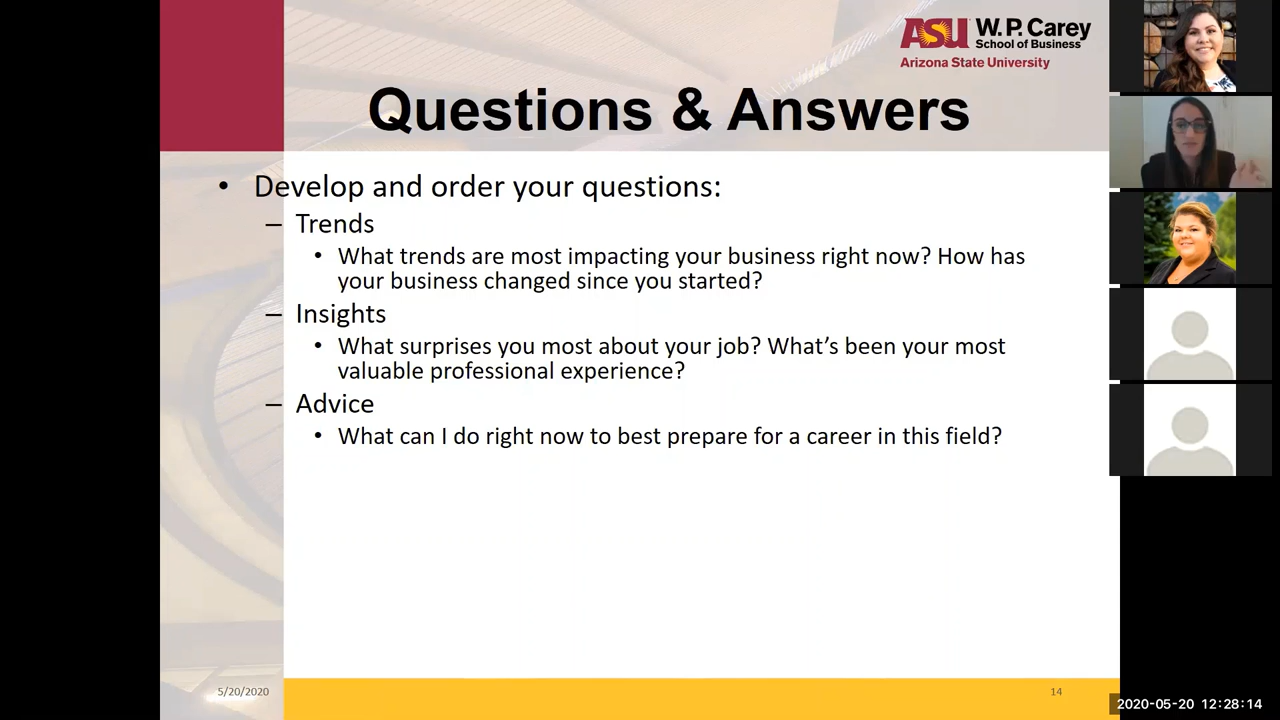 ASU W. P. Carey
School of Business
Arizona State University
Questions & Answers
• Develop and order your questions:
– Trends
• What trends are most impacting your business right now? How has
your business changed since you started?
– Insights
• What surprises you most about your job? What’s been your most
valuable professional experience?
– Advice
• What can I do right now to best prepare for a career in this field?
5/20/2020
14
2020-05-20 12:28:14